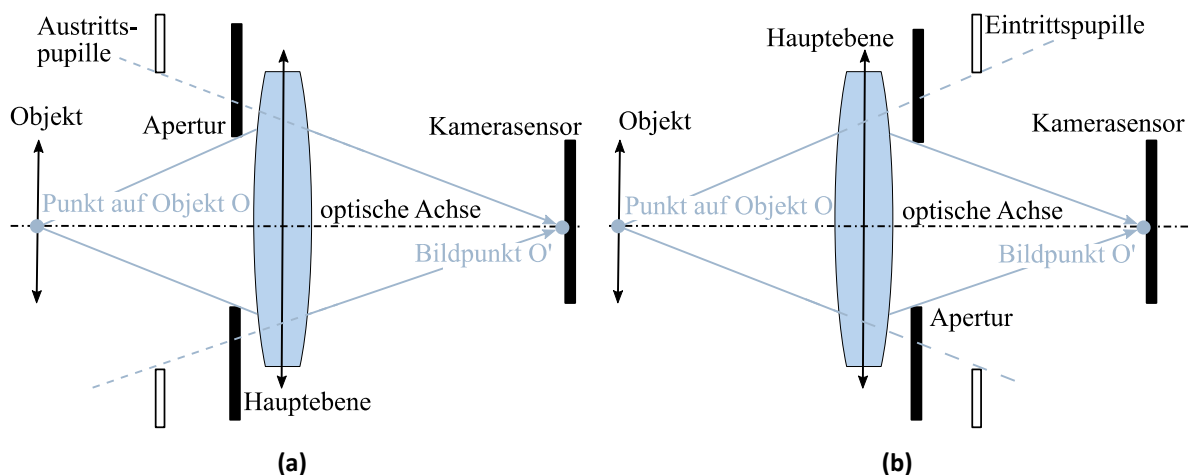 Austritts-
pupille
Objekt
Apertur
Kamerasensor
Punkt auf Objekt O
optische Achse
Bildpunkt O'
Hauptebene
(a)
Hauptebene
Eintrittspupille
Objekt
Kamerasensor
Punkt auf Objekt O
optische Achse
Bildpunkt O'
Apertur
(b)